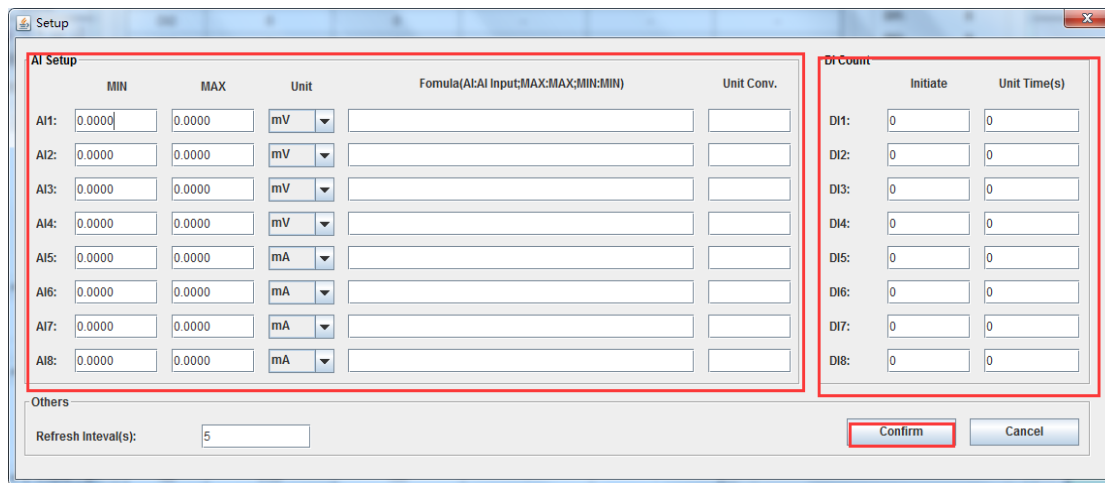 Setup
AI Setup
MIN MAX Unit Fomula(AI:AI Input;MAX:MAX;MIN:MIN) Unit Conv.
AI1: 0.0000 0.0000 mV
AI2: 0.0000 0.0000 mV
AI3: 0.0000 0.0000 mV
AI4: 0.0000 0.0000 mV
AI5: 0.0000 0.0000 mA
AI6: 0.0000 0.0000 mA
AI7: 0.0000 0.0000 mA
AI8: 0.0000 0.0000 mA
DI Count
Initiate Unit Time(s)
DI1: 0 0
DI2: 0 0
DI3: 0 0
DI4: 0 0
DI5: 0 0
DI6: 0 0
DI7: 0 0
DI8: 0 0
Others
Refresh Inteval(s): 5
Confirm Cancel